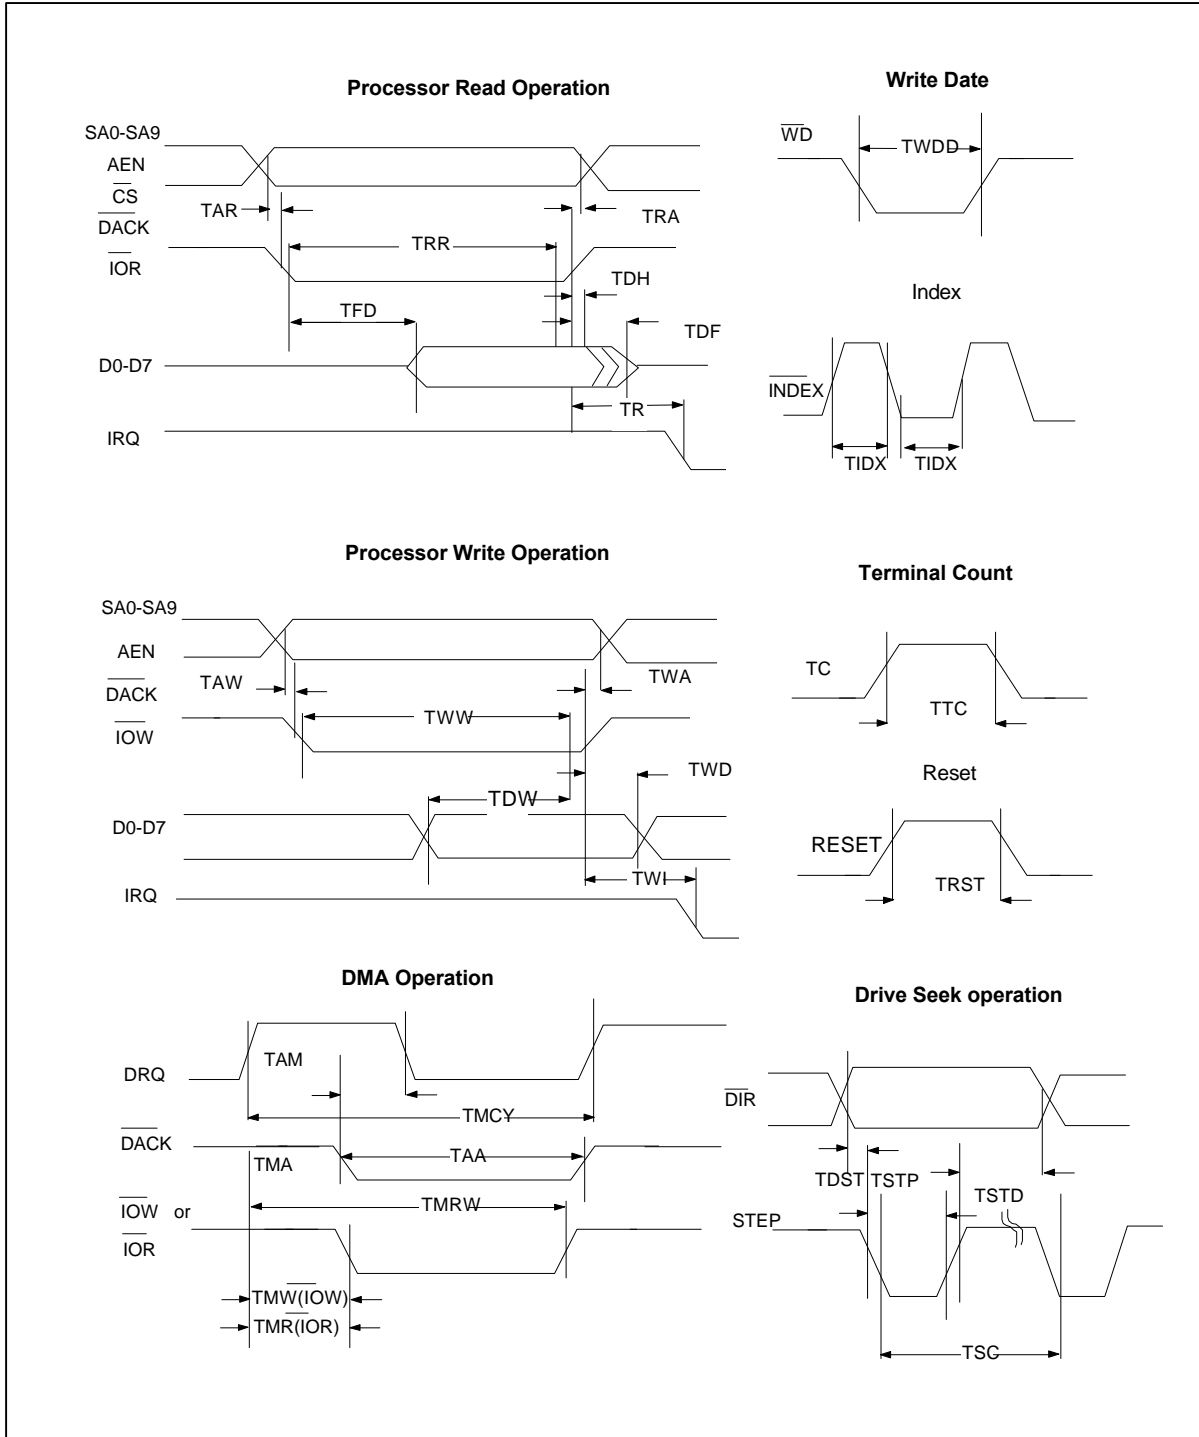 Processor Read Operation
SA0-SA9
AEN
CS
DACK
IOR
TAR
TRA
TRR
TDH
TFD
TDF
D0-D7
TR
IRQ
Write Date
WD
TWDD
Index
INDEX
TIDX TIDX
Processor Write Operation
SA0-SA9
AEN
DACK
IOW
TAW
TWA
TWW
TWD
TDW
D0-D7
TWI
IRQ
Terminal Count
TC
TTC
Reset
RESET
TRST
DMA Operation
DRQ
TAM
TMCY
DACK
TMA
TAA
IOW or
IOR
TMRW
TMW(IOW)
TMR(IOR)
Drive Seek operation
DIR
TDST TSTP
TSTD
STEP
TSC